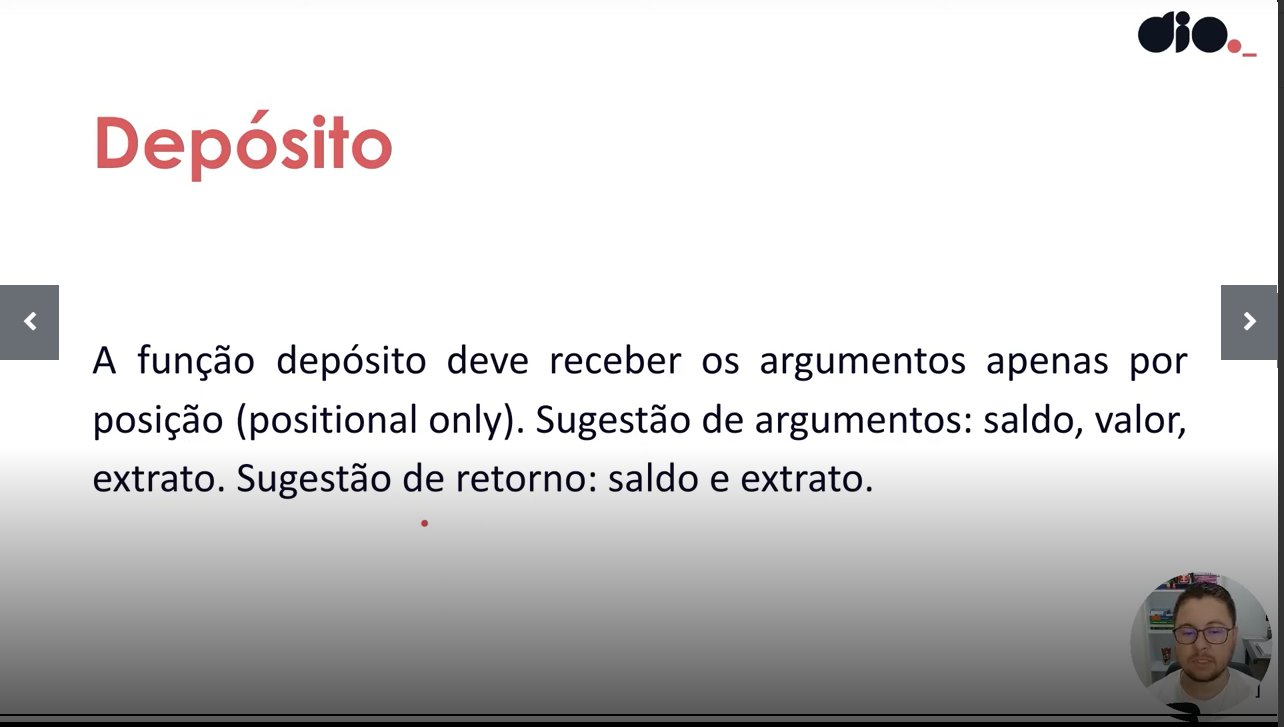 dio._
Depósito
A função depósito deve receber os argumentos apenas por
posição (positional only). Sugestão de argumentos: saldo, valor,
extrato. Sugestão de retorno: saldo e extrato.